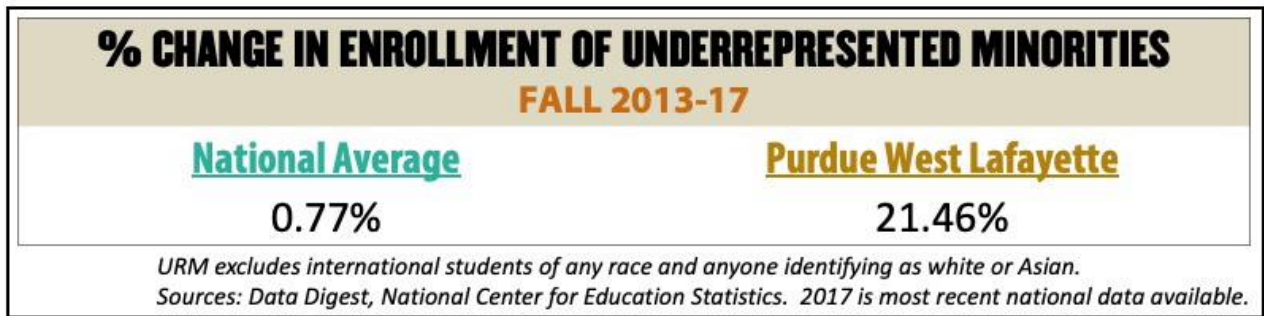 % CHANGE IN ENROLLMENT OF UNDERREPRESENTED MINORITIES
FALL 2013-17
National Average
Purdue West Lafayette
0.77%
21.46%
URM excludes international students of any race and anyone identifying as white or Asian.
Sources: Data Digest, National Center for Education Statistics.  2017 is most recent national data available.